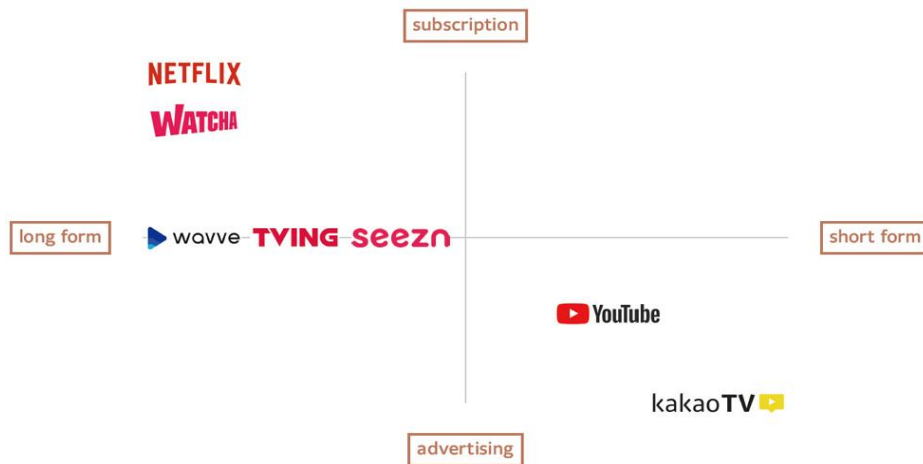 subscription
NETFLIX
WATCHA
long form
wavve TVING seezn
short form
YouTube
kakaoTV
advertising